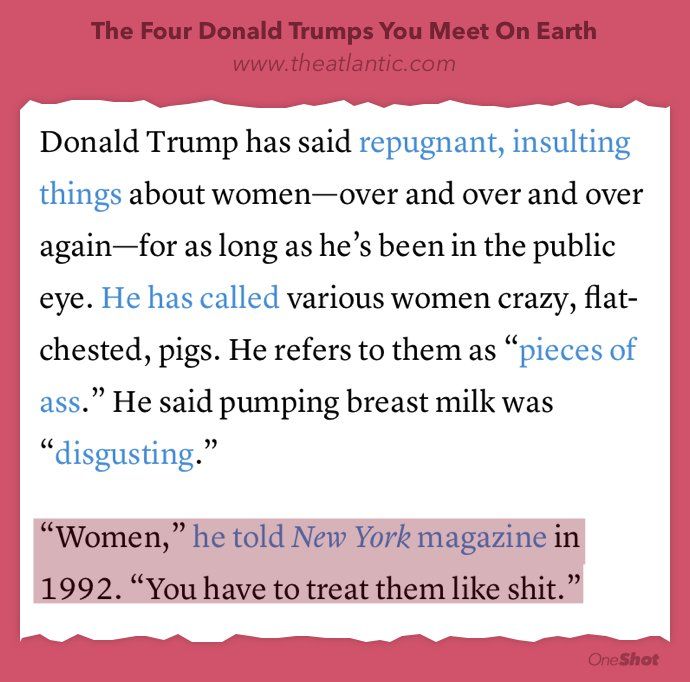 The Four Donald Trumps You Meet On Earth
www.theatlantic.com
Donald Trump has said repugnant, insulting
things about women—over and over and over
again—for as long as he’s been in the public
eye. He has called various women crazy, flat-
chested, pigs. He refers to them as “pieces of
ass.” He said pumping breast milk was
“disgusting.”
“Women,” he told New York magazine in
1992. “You have to treat them like shit.”
OneShot